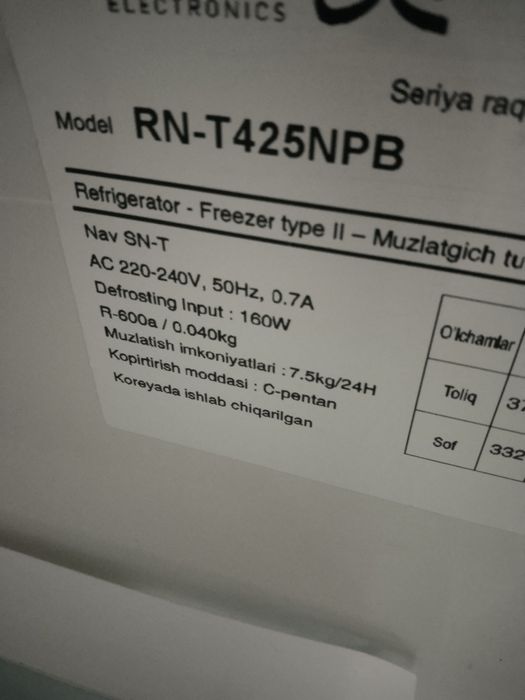 ELECTRONICS
Seriya raq
Model RN-T425NPB
Refrigerator - Freezer type II – Muzlatgich tu
Nav SN-T
AC 220-240V, 50Hz, 0.7A
Defrosting Input : 160W
R-600a / 0.040kg
Muzlatish imkoniyatlari : 7.5kg/24H
Kopirtirish moddasi : C-pentan
Koreyada ishlab chiqarilgan
O'lchamlar
Toliq 37
Sof 332